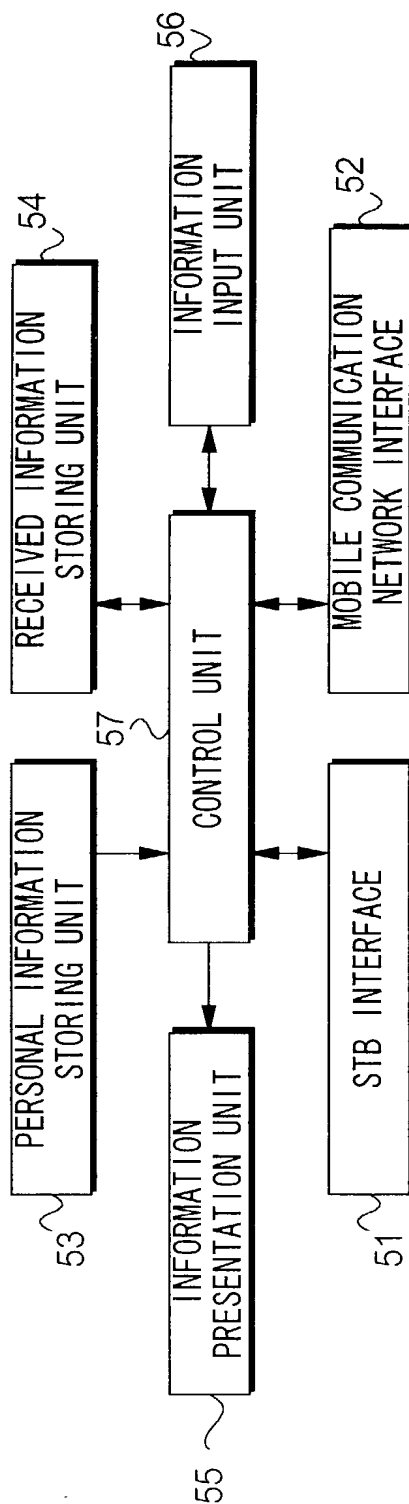 53
PERSONAL INFORMATION
STORING UNIT
54
RECEIVED INFORMATION
STORING UNIT
55
INFORMATION
PRESENTATION UNIT
57
CONTROL UNIT
56
INFORMATION
INPUT UNIT
51
STB INTERFACE
52
MOBILE COMMUNICATION
NETWORK INTERFACE